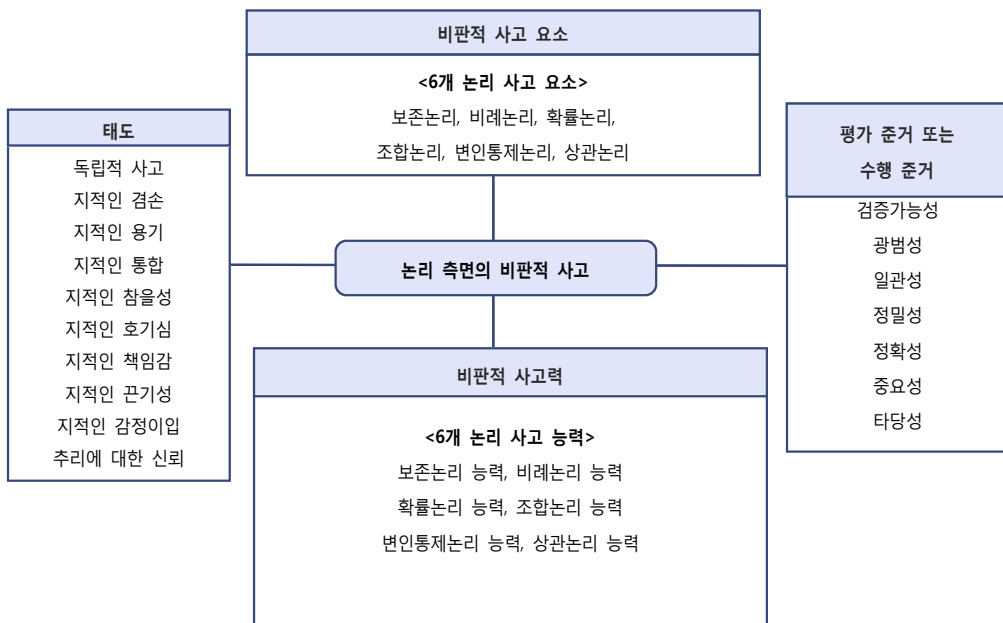 비판적 사고 요소
<6개 논리 사고 요소>
보존논리, 비례논리, 확률논리,
조합논리, 변인통제논리, 상관논리
태도
독립적 사고
지적인 겸손
지적인 용기
지적인 통합
지적인 참을성
지적인 호기심
지적인 책임감
지적인 끈기성
지적인 감정이입
추리에 대한 신뢰
논리 측면의 비판적 사고
평가 준거 또는
수행 준거
검증가능성
광범성
일관성
정밀성
정확성
중요성
타당성
비판적 사고력
<6개 논리 사고 능력>
보존논리 능력, 비례논리 능력
확률논리 능력, 조합논리 능력
변인통제논리 능력, 상관논리 능력